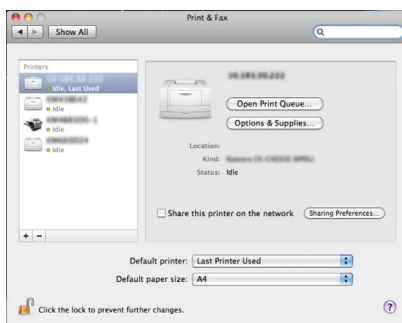 Print & Fax
Show All
Printers
Idle, Last Used
Idle
Idle
Idle
Open Print Queue...
Options & Supplies...
Location:
Kind:
Status: Idle
Share this printer on the network
Sharing Preferences...
+ −
Default printer: Last Printer Used
Default paper size: A4
Click the lock to prevent further changes.
?